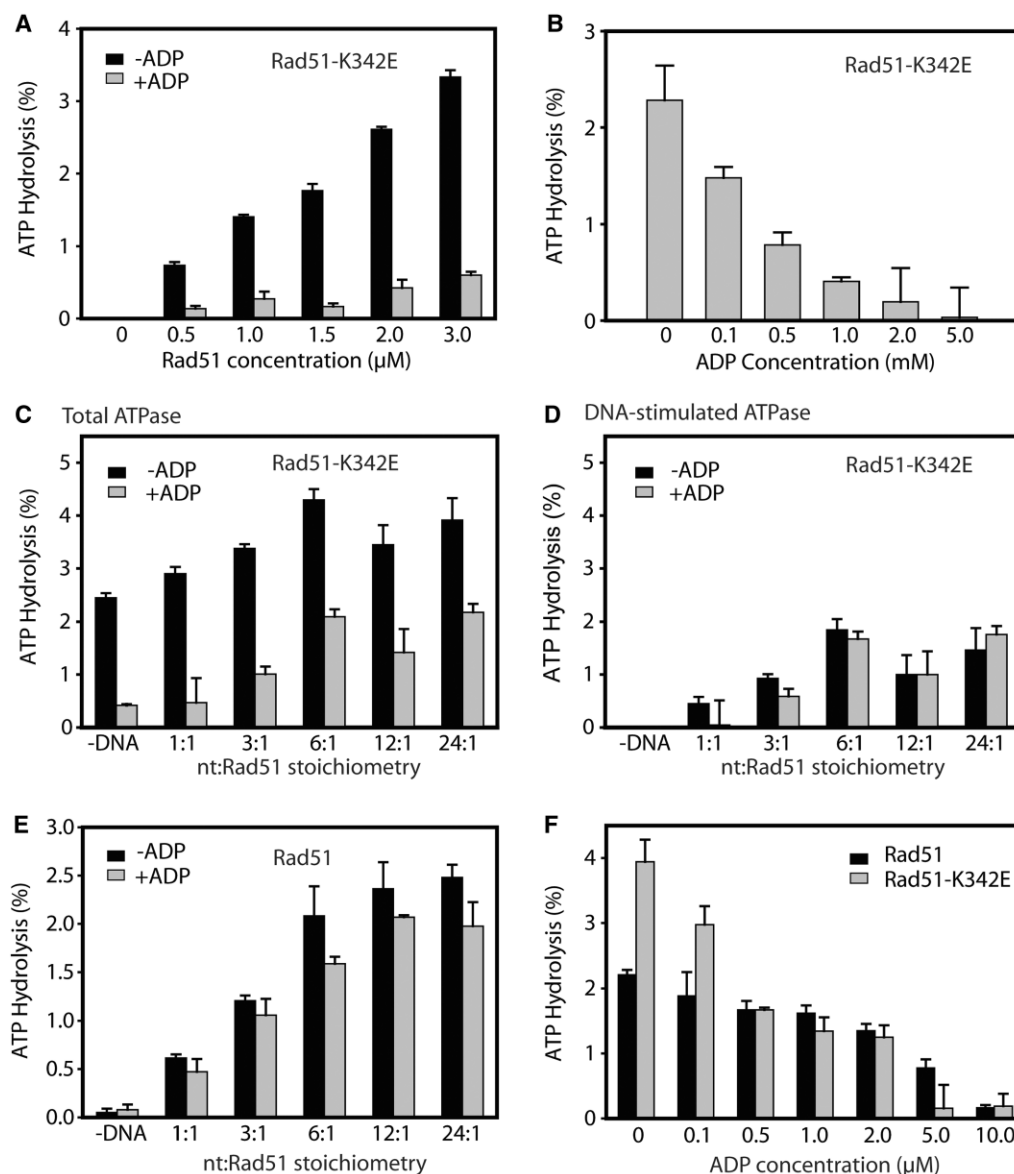 A
4
3
2
1
0
ATP Hydrolysis (%)
-ADP
+ADP
Rad51-K342E
0 0.5 1.0 1.5 2.0 3.0
Rad51 concentration (µM)
B
3
2
1
0
ATP Hydrolysis (%)
Rad51-K342E
0 0.1 0.5 1.0 2.0 5.0
ADP Concentration (mM)
C Total ATPase
5
4
3
2
1
0
ATP Hydrolysis (%)
-ADP
+ADP
Rad51-K342E
-DNA 1:1 3:1 6:1 12:1 24:1
nt:Rad51 stoichiometry
D DNA-stimulated ATPase
5
4
3
2
1
0
ATP Hydrolysis (%)
-ADP
+ADP
Rad51-K342E
-DNA 1:1 3:1 6:1 12:1 24:1
nt:Rad51 stoichiometry
E
3.0
2.5
2.0
1.5
1.0
0.5
0.0
ATP Hydrolysis (%)
-ADP
+ADP
Rad51
-DNA 1:1 3:1 6:1 12:1 24:1
nt:Rad51 stoichiometry
F
4
3
2
1
0
ATP Hydrolysis (%)
Rad51
Rad51-K342E
0 0.1 0.5 1.0 2.0 5.0 10.0
ADP concentration (µM)